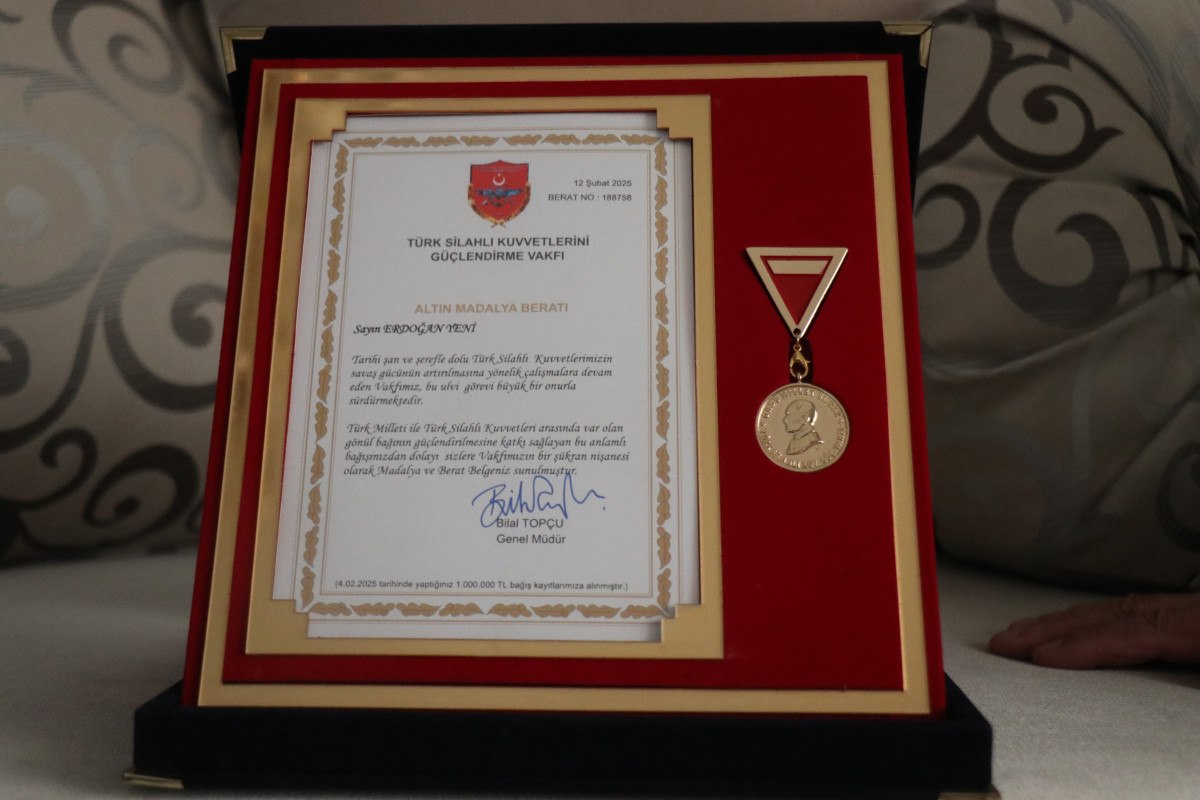 12 Şubat 2025
BERAT NO : 188758
TÜRK SİLAHLI KUVVETLERİNİ
GÜÇLENDİRME VAKFI
ALTIN MADALYA BERATI
Sayın ERDOĞAN YENİ
Tarihi şan ve şerefle dolu Türk Silahlı Kuvvetlerimizin
savaş gücünün artırılmasına yönelik çalışmalara devam
eden Vakfımız, bu ulvi görevi büyük bir onurla
sürdürmektedir.
Türk Milleti ile Türk Silahlı Kuvvetleri arasında var olan
gönül bağının güçlendirilmesine katkı sağlayan bu anlamlı
bağışınızdan dolayı sizlere Vakfımızın bir şükran nişanesi
olarak Madalya ve Berat Belgeniz sunulmuştur.
Bilal TOPÇU
Genel Müdür
(4.02.2025 tarihinde yaptığınız 1.000.000 TL bağış kayıtlarımıza alınmıştır.)